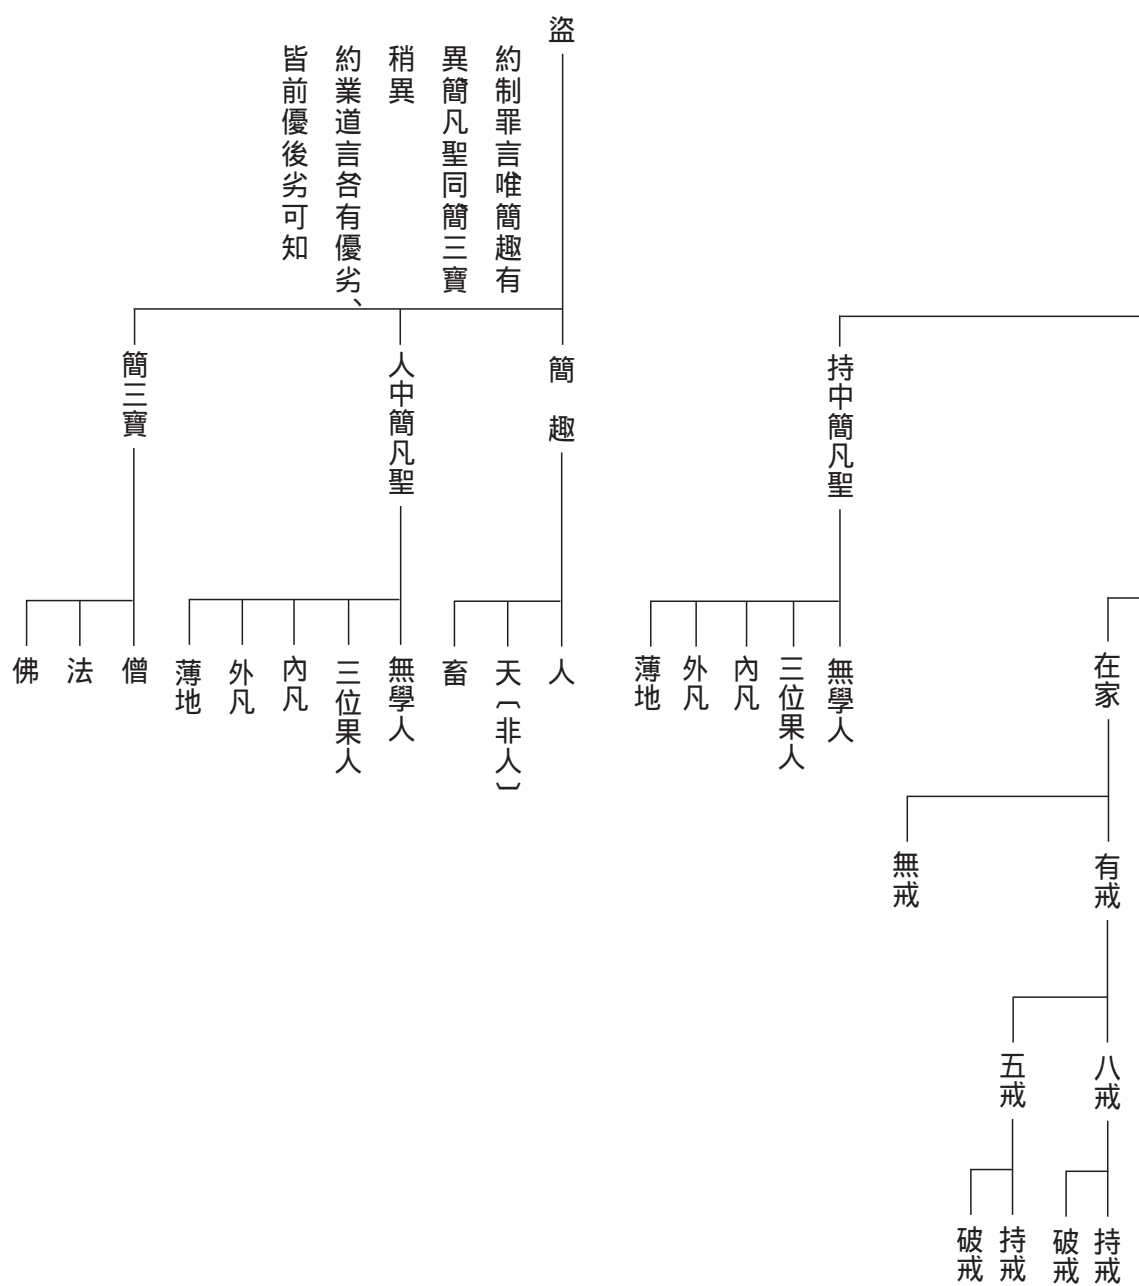 在家
有戒
無戒
八戒
五戒
持戒
破戒
持戒
破戒
持中簡凡聖
無學人
三位果人
內凡
外凡
薄地
盜
約制罪言唯簡趣有
異簡凡聖同簡三寶
稍異
約業道言各有優劣、
皆前優後劣可知
簡趣
人
天〔非人〕
畜
人中簡凡聖
無學人
三位果人
內凡
外凡
薄地
簡三寶
僧
法
佛